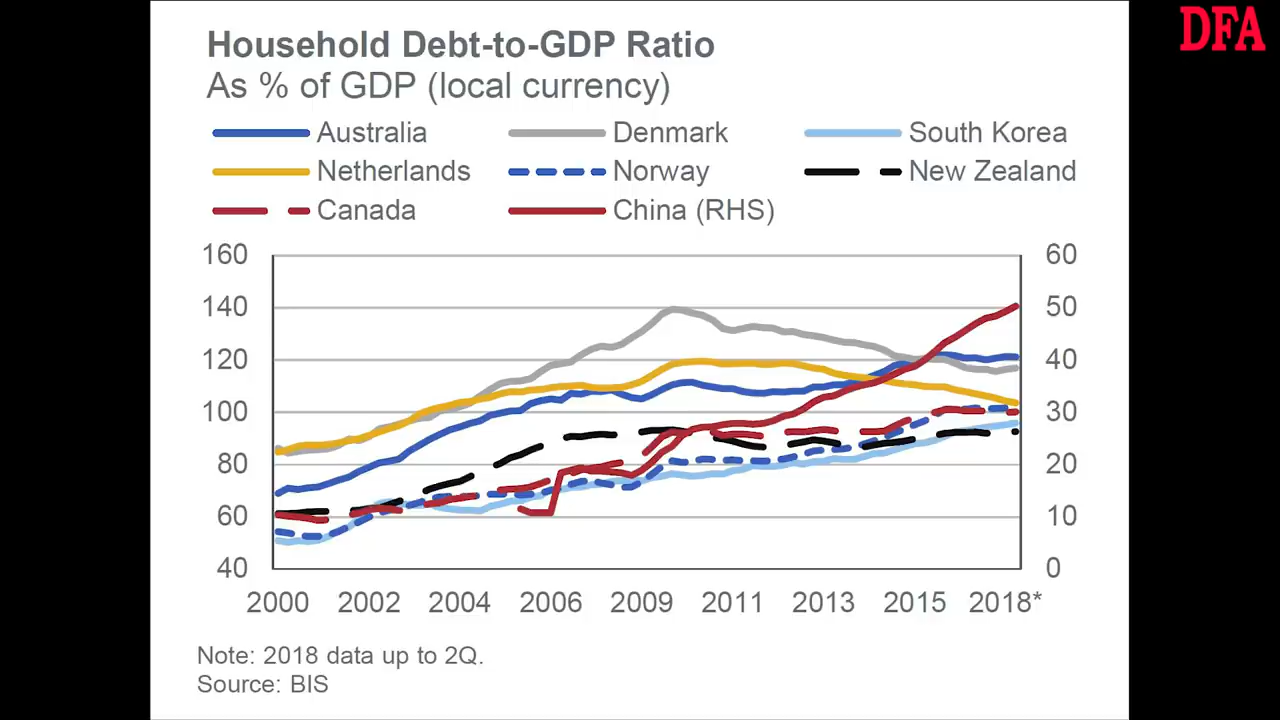 DFA
Household Debt-to-GDP Ratio
As % of GDP (local currency)
Australia Denmark South Korea
Netherlands Norway New Zealand
Canada China (RHS)
160 60
140 50
120 40
100 30
80 20
60 10
40 0
2000 2002 2004 2006 2009 2011 2013 2015 2018*
Note: 2018 data up to 2Q.
Source: BIS